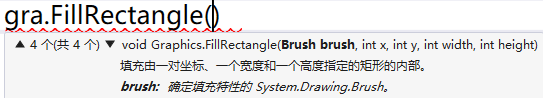 gra.FillRectangle()
▲ 4 个(共 4 个) ▼ void Graphics.FillRectangle(Brush brush, int x, int y, int width, int height)
填充由一对坐标、一个宽度和一个高度指定的矩形的内部。
brush: 确定填充特性的 System.Drawing.Brush。